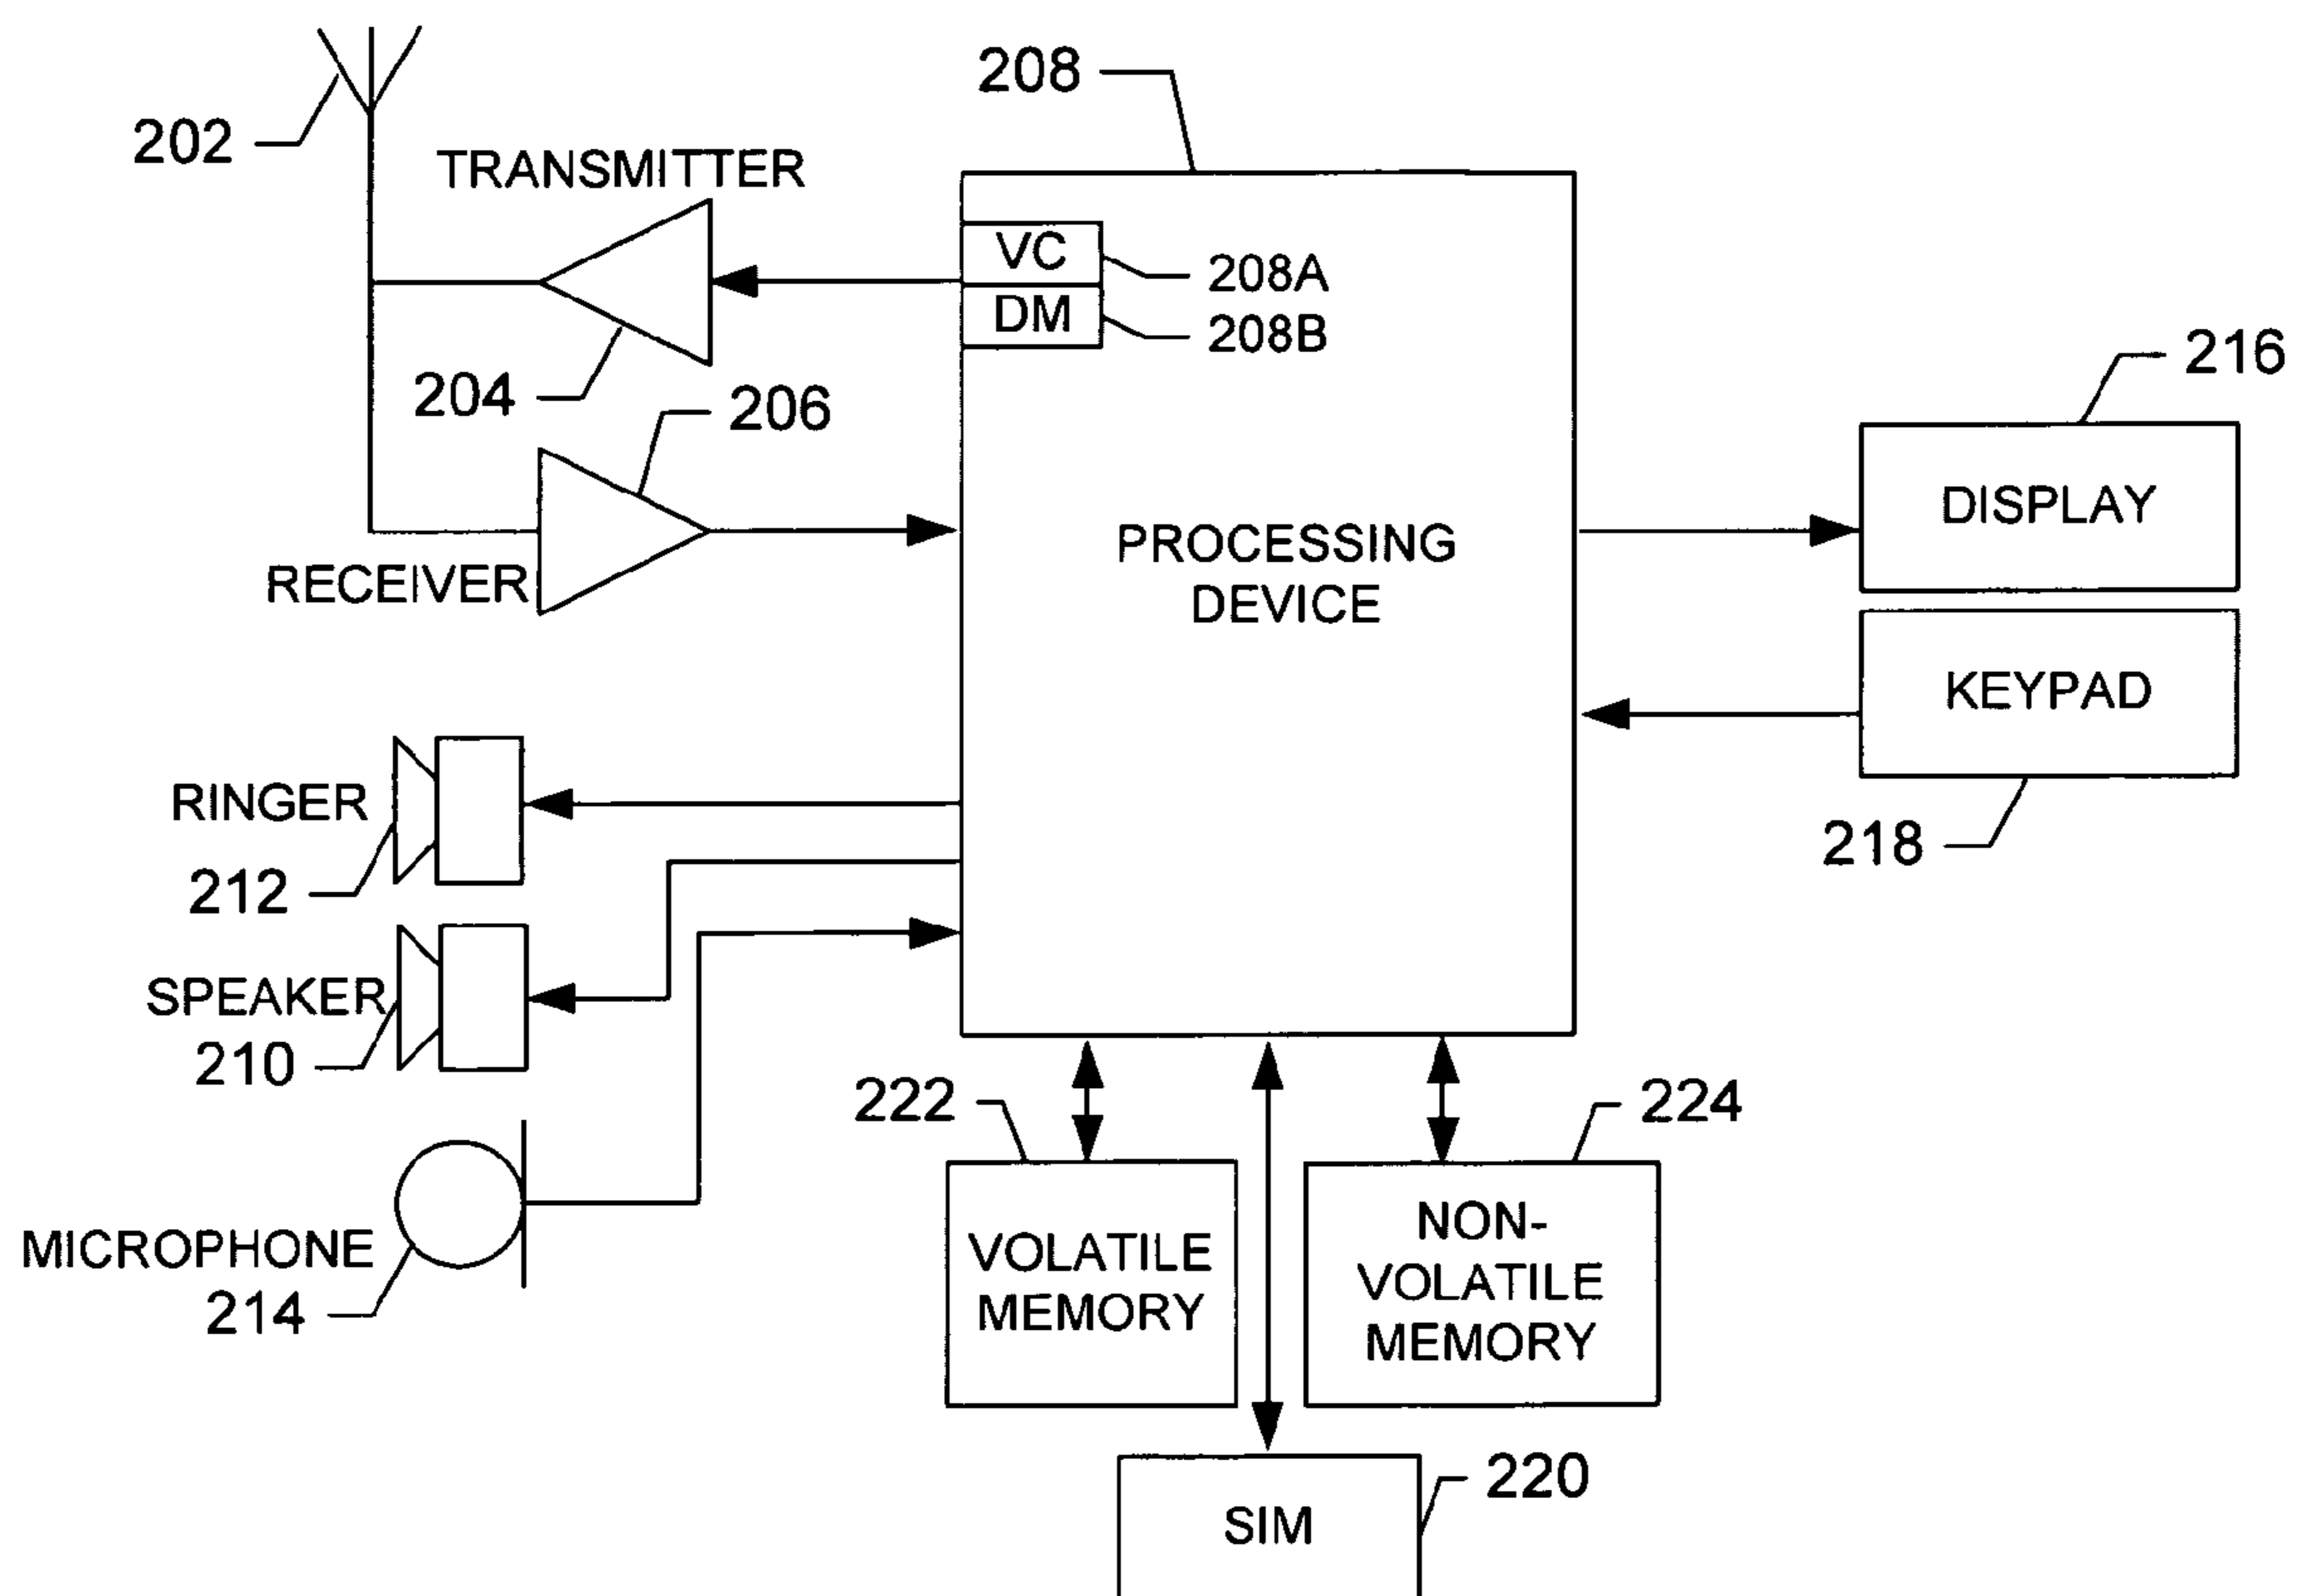 208
202
TRANSMITTER
VC
208A
DM
208B
204
206
216
DISPLAY
PROCESSING
DEVICE
RECEIVER
KEYPAD
RINGER
212
218
SPEAKER
210
222
224
MICROPHONE
214
VOLATILE
MEMORY
NON-
VOLATILE
MEMORY
220
SIM